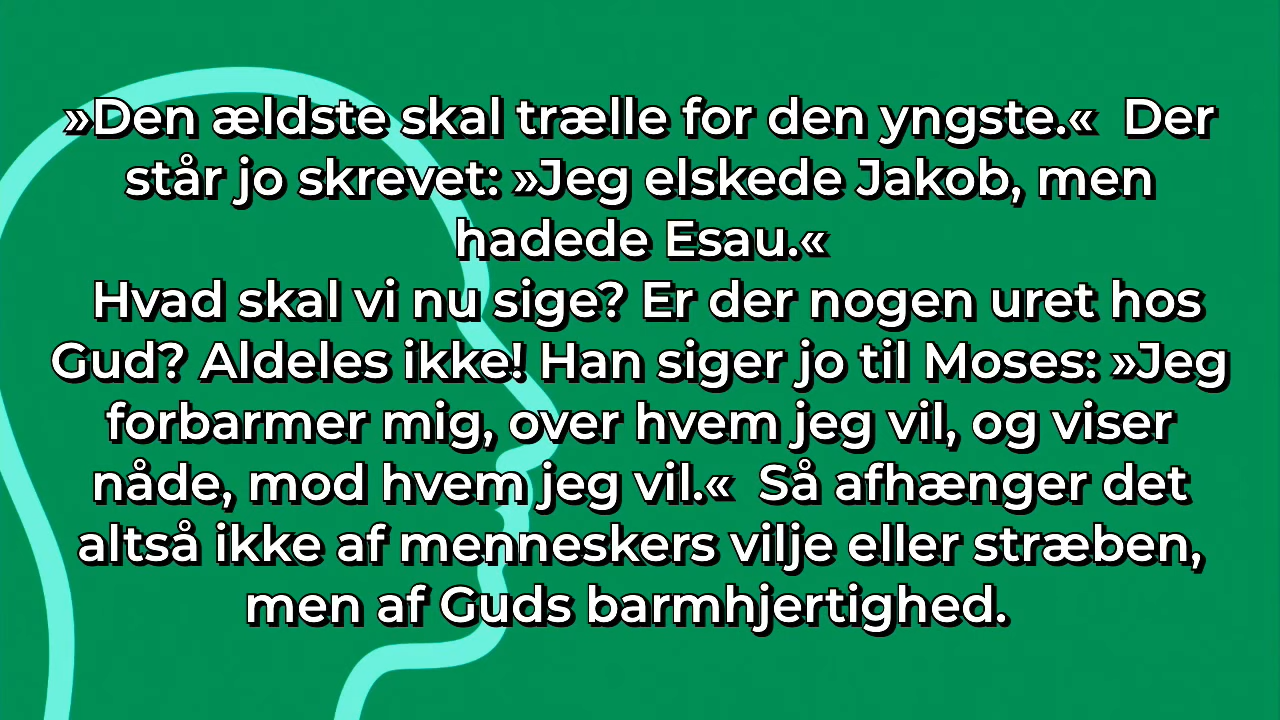 »Den ældste skal trælle for den yngste.«  Der
står jo skrevet: »Jeg elskede Jakob, men
hadede Esau.«
Hvad skal vi nu sige? Er der nogen uret hos
Gud? Aldeles ikke! Han siger jo til Moses: »Jeg
forbarmer mig, over hvem jeg vil, og viser
nåde, mod hvem jeg vil.«  Så afhænger det
altså ikke af menneskers vilje eller stræben,
men af Guds barmhjertighed.